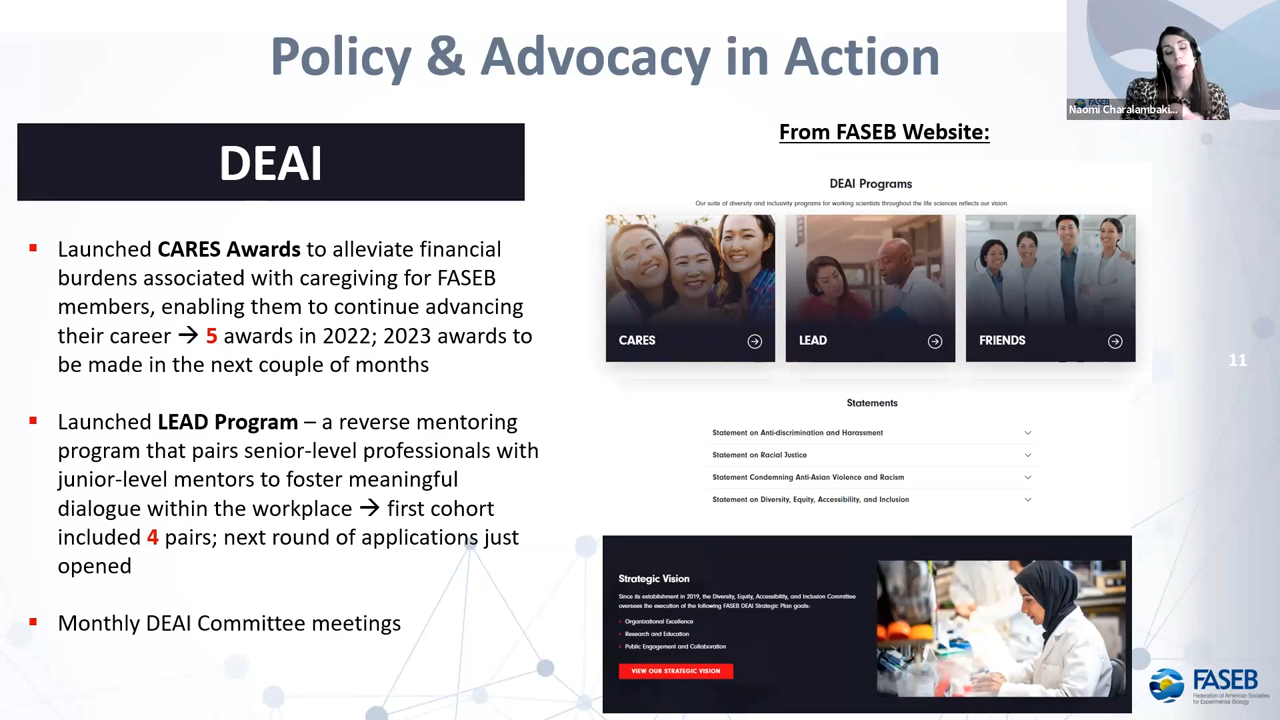 Policy & Advocacy in Action
FASEB
Naomi Charalambaki...
DEAI
▪ Launched CARES Awards to alleviate financial
burdens associated with caregiving for FASEB
members, enabling them to continue advancing
their career → 5 awards in 2022; 2023 awards to
be made in the next couple of months
▪ Launched LEAD Program – a reverse mentoring
program that pairs senior-level professionals with
junior-level mentors to foster meaningful
dialogue within the workplace → first cohort
included 4 pairs; next round of applications just
opened
▪ Monthly DEAI Committee meetings
From FASEB Website:
DEAI Programs
Our suite of diversity and inclusivity programs for working scientists throughout the life sciences reflects our vision.
CARES
LEAD
FRIENDS
Statements
Statement on Anti-discrimination and Harassment
Statement on Racial Justice
Statement Condemning Anti-Asian Violence and Racism
Statement on Diversity, Equity, Accessibility, and Inclusion
Strategic Vision
Since its establishment in 2019, the Diversity, Equity, Accessibility, and Inclusion Committee
oversees the execution of the following FASEB DEAI Strategic Plan goals:
• Organizational Excellence
• Research and Education
• Public Engagement and Collaboration
VIEW OUR STRATEGIC VISION
11
FASEB
Federation of American Societies
for Experimental Biology